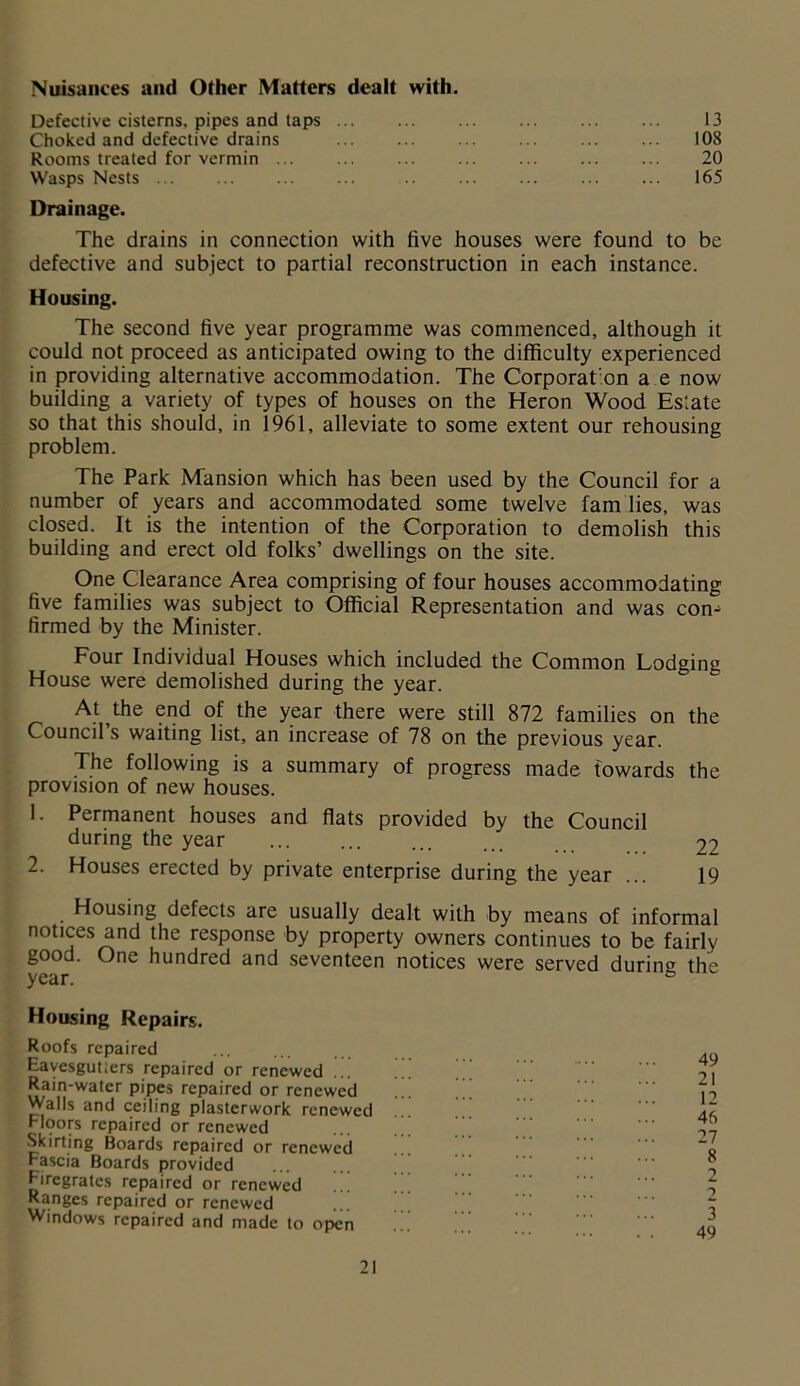 Nuisances and Other Matters dealt with.
Defective cisterns, pipes and taps ... ... ... ... ... ... 13
Choked and defective drains ... ... ... ... ... ... 108
Rooms treated for vermin ... ... ... ... ... ... ... 20
Wasps Nests ... ... ... ... .. ... ... ... ... 165
Drainage.
The drains in connection with five houses were found to be
defective and subject to partial reconstruction in each instance.
Housing.
The second five year programme was commenced, although it
could not proceed as anticipated owing to the difficulty experienced
in providing alternative accommodation. The Corporat on a e now
building a variety of types of houses on the Heron Wood Estate
so that this should, in 1961, alleviate to some extent our rehousing
problem.
The Park Mansion which has been used by the Council for a
number of years and accommodated some twelve fam lies, was
closed. It is the intention of the Corporation to demolish this
building and erect old folks' dwellings on the site.
One Clearance Area comprising of four houses accommodating
five families was subject to Official Representation and was con-
firmed by the Minister.
Four Individual Houses which included the Common Lodging
House were demolished during the year.
At the end of the year there were still 872 families on the
Council's waiting list, an increase of 78 on the previous year.
The following is a summary of progress made towards the
provision of new houses.
1. Permanent houses and flats provided by the Council
during the year ... ... ... ... ... ... 22
2. Houses erected by private enterprise during the year ... 19
Housing defects are usually dealt with by means of informal
notices and the response by property owners continues to be fairly
good. One hundred and seventeen notices were served during the
year.
Housing Repairs.
Roofs repaired ... ... ... ... ... ... ... ... 49
Eavesgutters repaired or renewed ... ... ... ... ... ... 21
Rain-water pipes repaired or renewed ... ... ... ... ... 12
Walls and ceiling plasterwork renewed ... ... ... ... ... 46
Floors repaired or renewed ... ... ... ... ... ... 27
Skirting Boards repaired or renewed ... ... ... ... ... 8
Fascia Boards provided ... ... ... ... ... ... ... 2
Firegrates repaired or renewed ... ... ... ... ... ... 2
Ranges repaired or renewed ... ... ... ... ... ... 3
Windows repaired and made to open ... ... ... ... .. 49
21